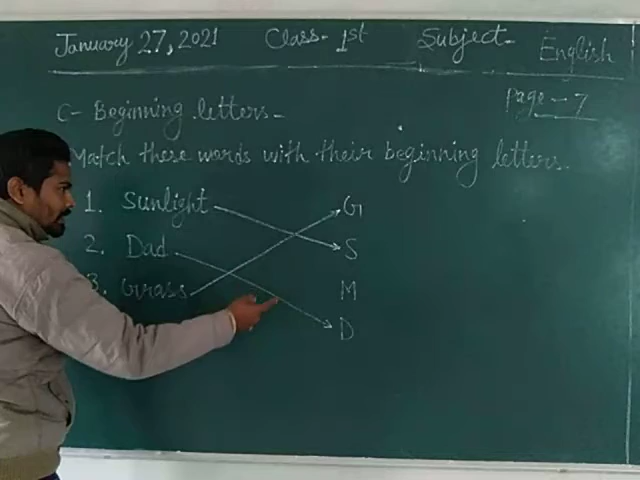 January 27, 2021 Class- 1st Subject- English
Page - 7
C- Beginning letters-
Match these words with their beginning letters.
1. Sunlight G
2. Dad S
3. Grass M
D